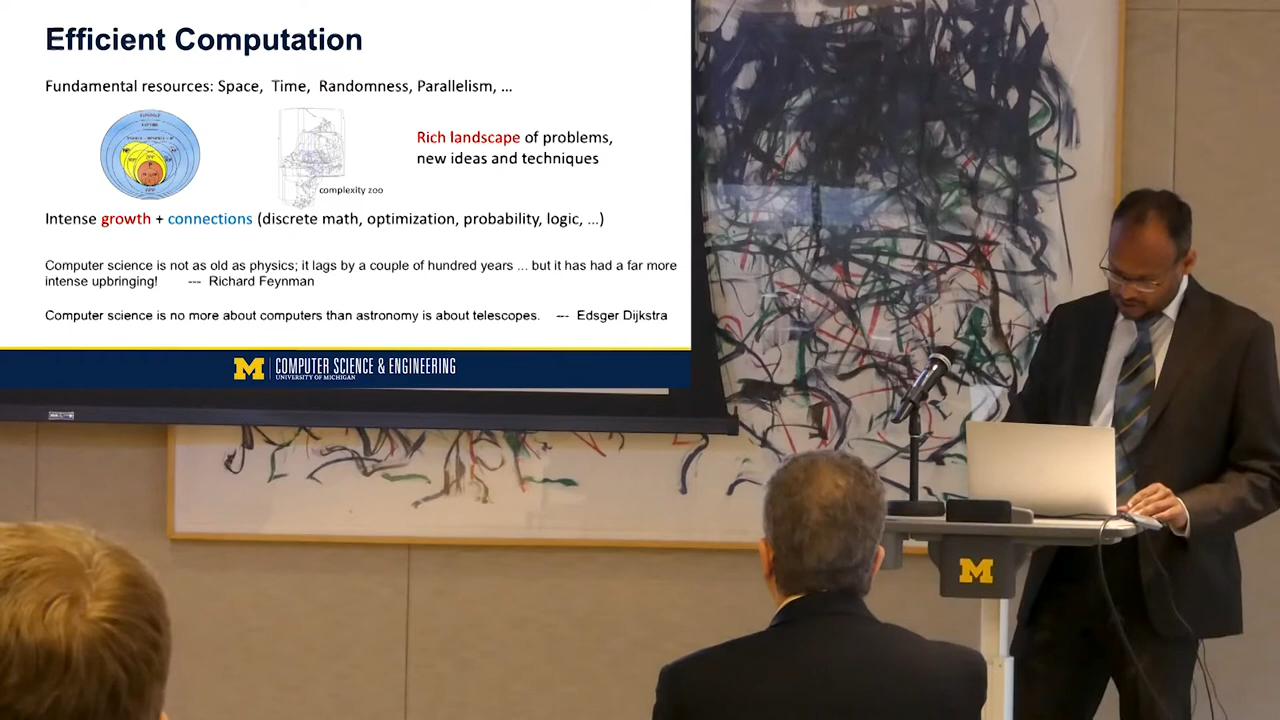 Efficient Computation
Fundamental resources: Space, Time, Randomness, Parallelism, ...
Rich landscape of problems,
new ideas and techniques
complexity zoo
Intense growth + connections (discrete math, optimization, probability, logic, ...)
Computer science is not as old as physics; it lags by a couple of hundred years ... but it has had a far more
intense upbringing! --- Richard Feynman
Computer science is no more about computers than astronomy is about telescopes. --- Edsger Dijkstra
M COMPUTER SCIENCE & ENGINEERING
UNIVERSITY OF MICHIGAN
M